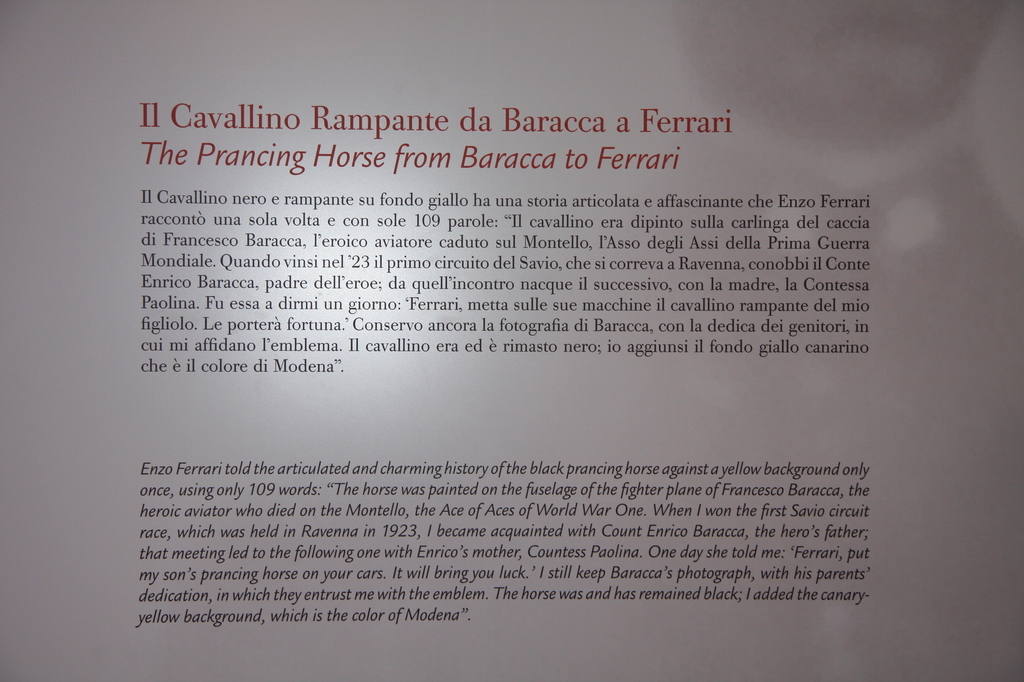 Il Cavallino Rampante da Baracca a Ferrari
The Prancing Horse from Baracca to Ferrari
Il Cavallino nero e rampante su fondo giallo ha una storia articolata e affascinante che Enzo Ferrari
raccontò una sola volta e con sole 109 parole: “Il cavallino era dipinto sulla carlinga del caccia
di Francesco Baracca, l’eroico aviatore caduto sul Montello, l’Asso degli Assi della Prima Guerra
Mondiale. Quando vinsi nel ’23 il primo circuito del Savio, che si correva a Ravenna, conobbi il Conte
Enrico Baracca, padre dell’eroe; da quell’incontro nacque il successivo, con la madre, la Contessa
Paolina. Fu essa a dirmi un giorno: ‘Ferrari, metta sulle sue macchine il cavallino rampante del mio
figliolo. Le porterà fortuna.’ Conservo ancora la fotografia di Baracca, con la dedica dei genitori, in
cui mi affidano l’emblema. Il cavallino era ed è rimasto nero; io aggiunsi il fondo giallo canarino
che è il colore di Modena”.
Enzo Ferrari told the articulated and charming history of the black prancing horse against a yellow background only
once, using only 109 words: “The horse was painted on the fuselage of the fighter plane of Francesco Baracca, the
heroic aviator who died on the Montello, the Ace of Aces of World War One. When I won the first Savio circuit
race, which was held in Ravenna in 1923, I became acquainted with Count Enrico Baracca, the hero’s father;
that meeting led to the following one with Enrico’s mother, Countess Paolina. One day she told me: ‘Ferrari, put
my son’s prancing horse on your cars. It will bring you luck.’ I still keep Baracca’s photograph, with his parents’
dedication, in which they entrust me with the emblem. The horse was and has remained black; I added the canary-
yellow background, which is the color of Modena”.